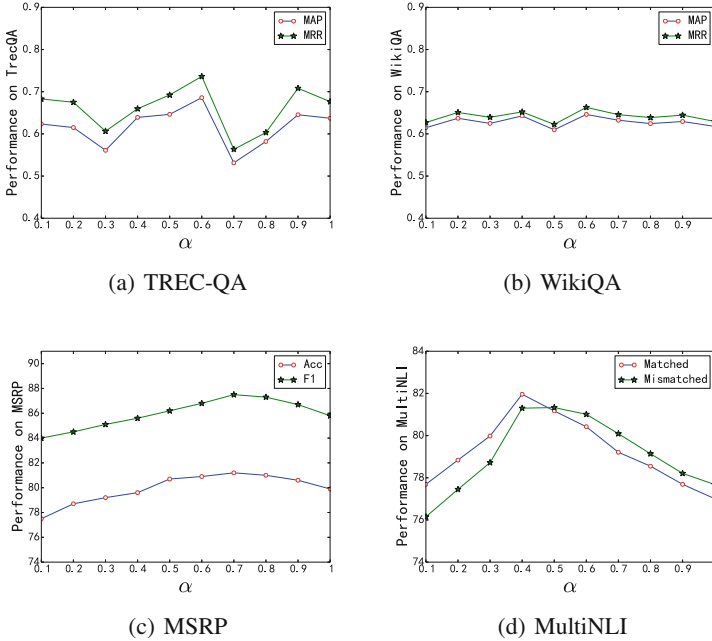 0.9
0.8
0.7
0.6
0.5
0.4
Performance on TrecQA
MAP
MRR
0.1 0.2 0.3 0.4 0.5 0.6 0.7 0.8 0.9 1
α
(a) TREC-QA
0.9
0.8
0.7
0.6
0.5
0.4
Performance on WikiQA
MAP
MRR
0.1 0.2 0.3 0.4 0.5 0.6 0.7 0.8 0.9
α
(b) WikiQA
90
88
86
84
82
80
78
76
74
Performance on MSRP
Acc
F1
0.1 0.2 0.3 0.4 0.5 0.6 0.7 0.8 0.9 1
α
(c) MSRP
84
82
80
78
76
74
Performance on MultiNLI
Matched
Mismatched
0.1 0.2 0.3 0.4 0.5 0.6 0.7 0.8 0.9
α
(d) MultiNLI